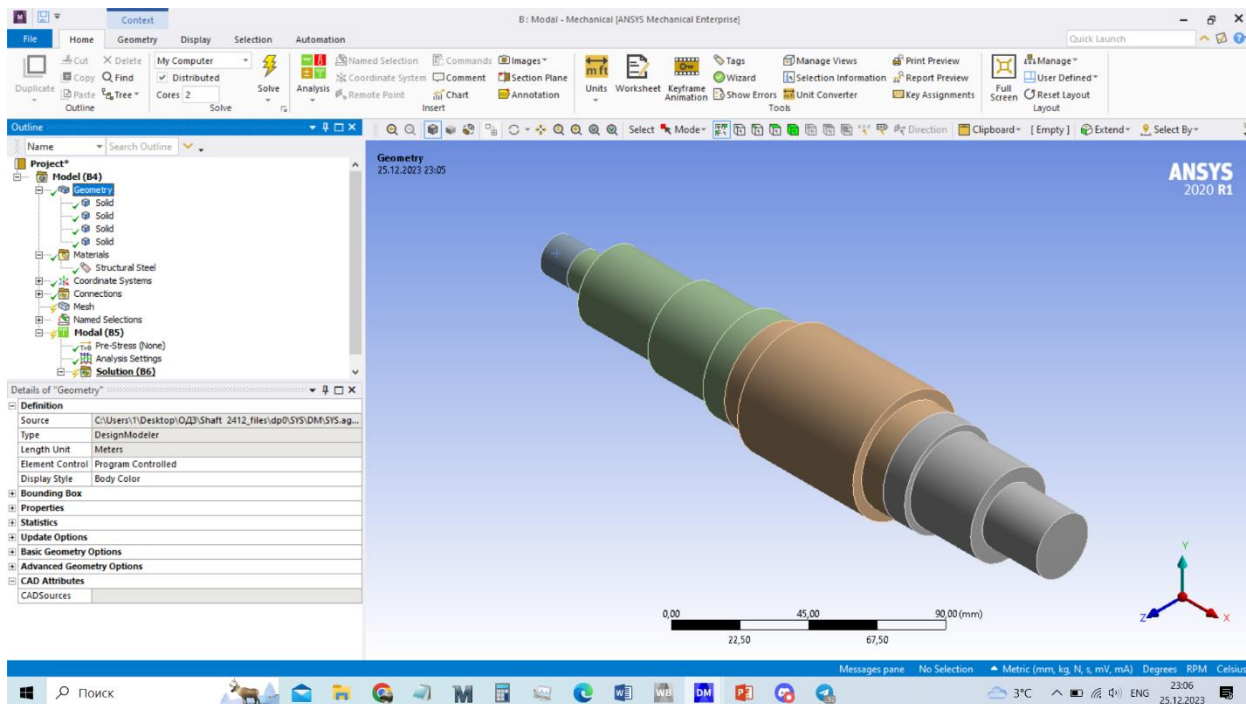 Context
B : Modal - Mechanical [ANSYS Mechanical Enterprise]
File Home Geometry Display Selection Automation
Quick Launch
Duplicate
Cut
Copy
Paste
Delete
Find
Tree
Outline
My Computer
Distributed
Cores 2
Solve
Solve
Analysis
Named Selection
Coordinate System
Remote Point
Commands
Comment
Chart
Images
Section Plane
Annotation
Insert
Units
Worksheet
Keyframe Animation
Tags
Wizard
Show Errors
Manage Views
Selection Information
Unit Converter
Print Preview
Report Preview
Key Assignments
Tools
Full Screen
Manage
User Defined
Reset Layout
Layout
Outline
Name Search Outline
Select Mode Direction Clipboard [ Empty ] Extend Select By
Project*
Model (B4)
Geometry
Solid
Solid
Solid
Solid
Materials
Structural Steel
Coordinate Systems
Connections
Mesh
Named Selections
Modal (B5)
T=0 Pre-Stress (None)
Analysis Settings
Solution (B6)
Details of "Geometry"
Definition
Source C:\Users\1\Desktop\ОДЗ\Shaft 2412_files\dp0\SYS\DM\SYS.ag...
Type DesignModeler
Length Unit Meters
Element Control Program Controlled
Display Style Body Color
Bounding Box
Properties
Statistics
Update Options
Basic Geometry Options
Advanced Geometry Options
CAD Attributes
CADSources
Geometry
25.12.2023 23:05
ANSYS
2020 R1
0,00 45,00 90,00 (mm)
22,50 67,50
Y
Z X
Messages pane No Selection Metric (mm, kg, N, s, mV, mA) Degrees RPM Celsius
Поиск
WB DM
3°C ENG 23:06
25.12.2023